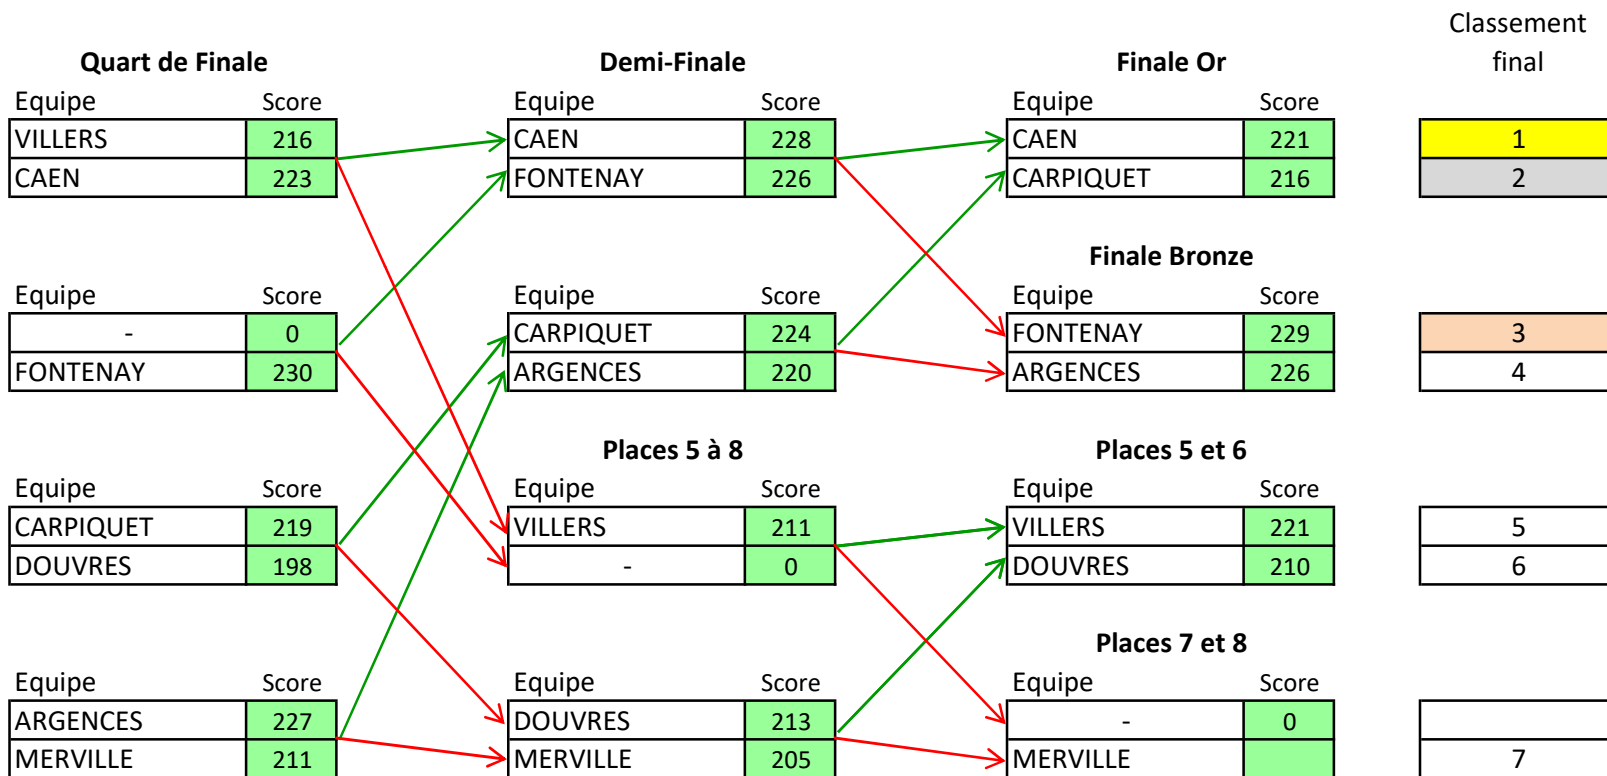 Classement
Quart de Finale Demi-Finale Finale Or final
Equipe Score Equipe Score Equipe Score
VILLERS 216 CAEN 228 CAEN 221 1
CAEN 223 FONTENAY 226 CARPIQUET 216 2
Finale Bronze
Equipe Score Equipe Score Equipe Score
- 0 CARPIQUET 224 FONTENAY 229 3
FONTENAY 230 ARGENCES 220 ARGENCES 226 4
Places 5 à 8 Places 5 et 6
Equipe Score Equipe Score Equipe Score
CARPIQUET 219 VILLERS 211 VILLERS 221 5
DOUVRES 198 - 0 DOUVRES 210 6
Places 7 et 8
Equipe Score Equipe Score Equipe Score
ARGENCES 227 DOUVRES 213 - 0
MERVILLE 211 MERVILLE 205 MERVILLE 7